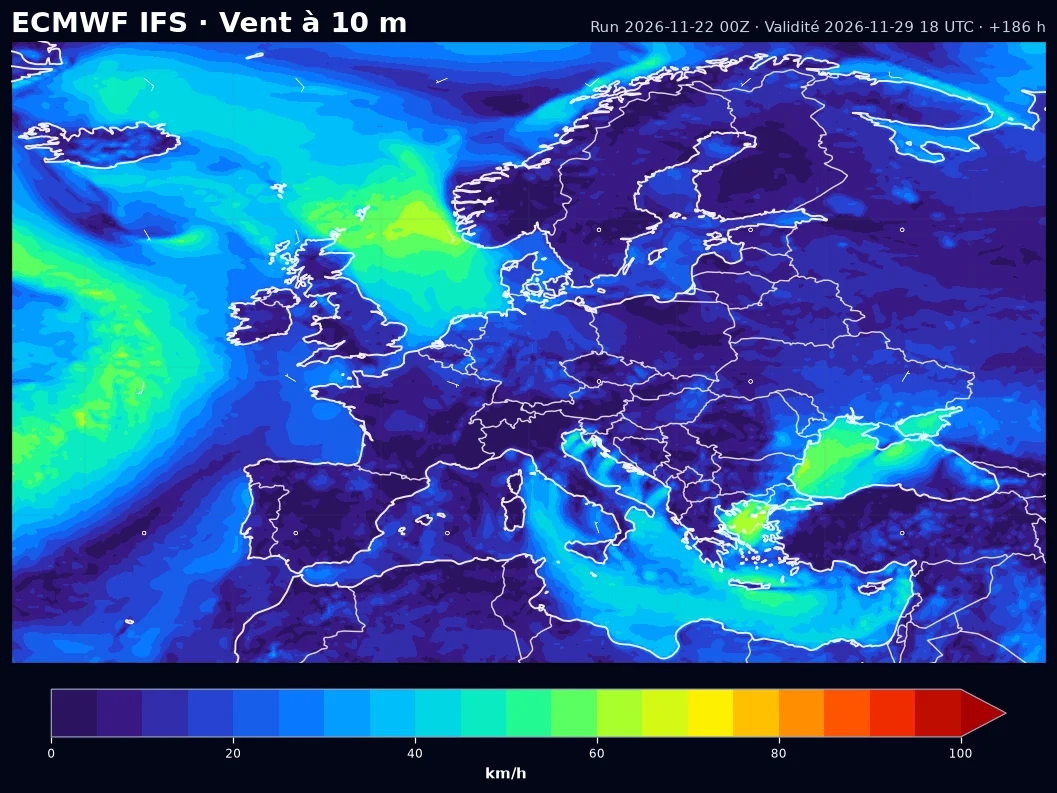 ECMWF IFS · Vent à 10 m
Run 2026-11-22 00Z · Validité 2026-11-29 18 UTC · +186 h
0 20 40 60 80 100
km/h